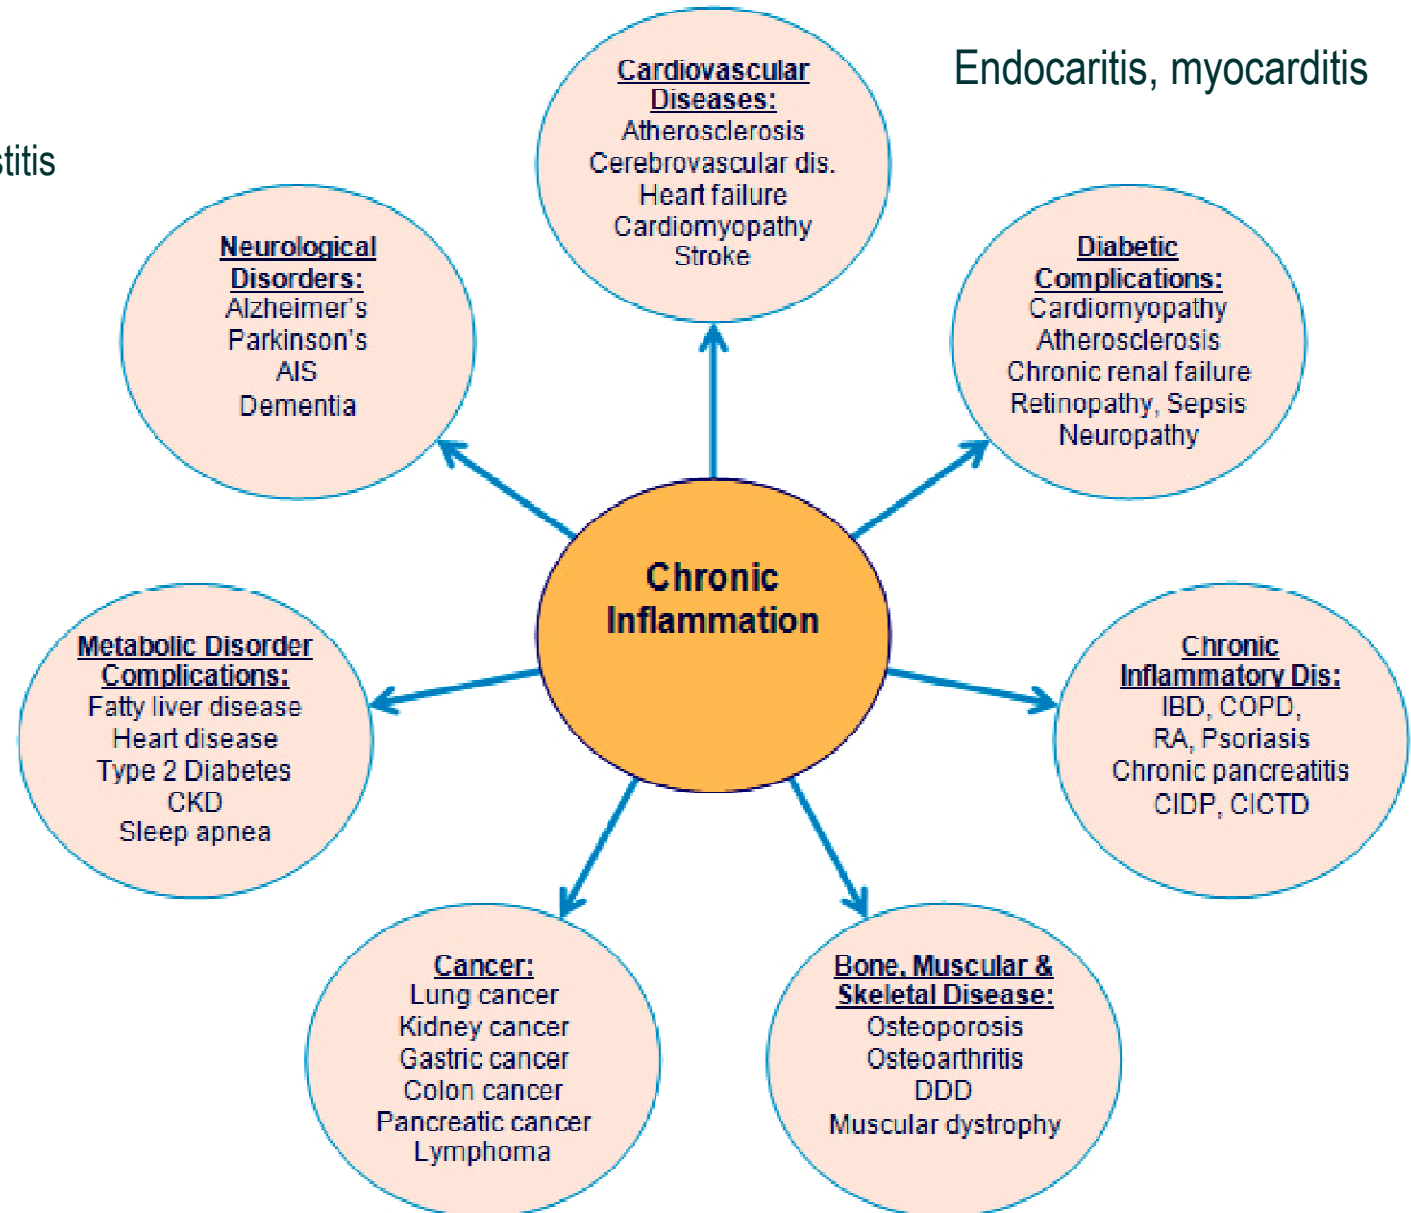 Endocaritis, myocarditis
stitis
Cardiovascular
Diseases:
Atherosclerosis
Cerebrovascular dis.
Heart failure
Cardiomyopathy
Stroke
Neurological
Disorders:
Alzheimer's
Parkinson's
AIS
Dementia
Diabetic
Complications:
Cardiomyopathy
Atherosclerosis
Chronic renal failure
Retinopathy, Sepsis
Neuropathy
Chronic
Inflammation
Metabolic Disorder
Complications:
Fatty liver disease
Heart disease
Type 2 Diabetes
CKD
Sleep apnea
Chronic
Inflammatory Dis:
IBD, COPD,
RA, Psoriasis
Chronic pancreatitis
CIDP, CICTD
Cancer:
Lung cancer
Kidney cancer
Gastric cancer
Colon cancer
Pancreatic cancer
Lymphoma
Bone, Muscular &
Skeletal Disease:
Osteoporosis
Osteoarthritis
DDD
Muscular dystrophy